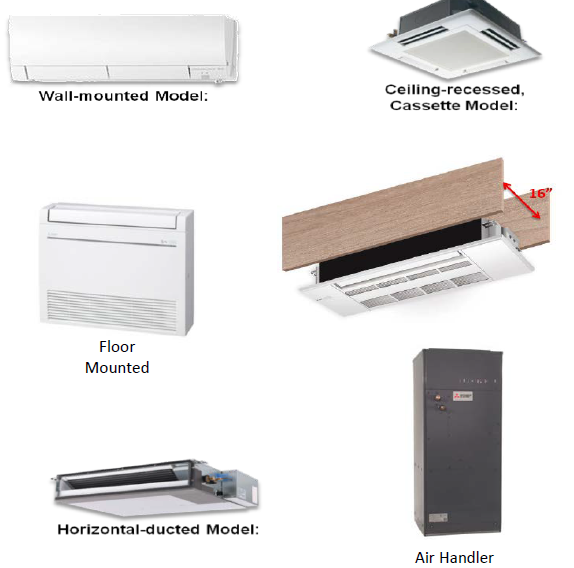 Wall-mounted Model:
Ceiling-recessed,
Cassette Model:
16”
Floor
Mounted
Horizontal-ducted Model:
Air Handler